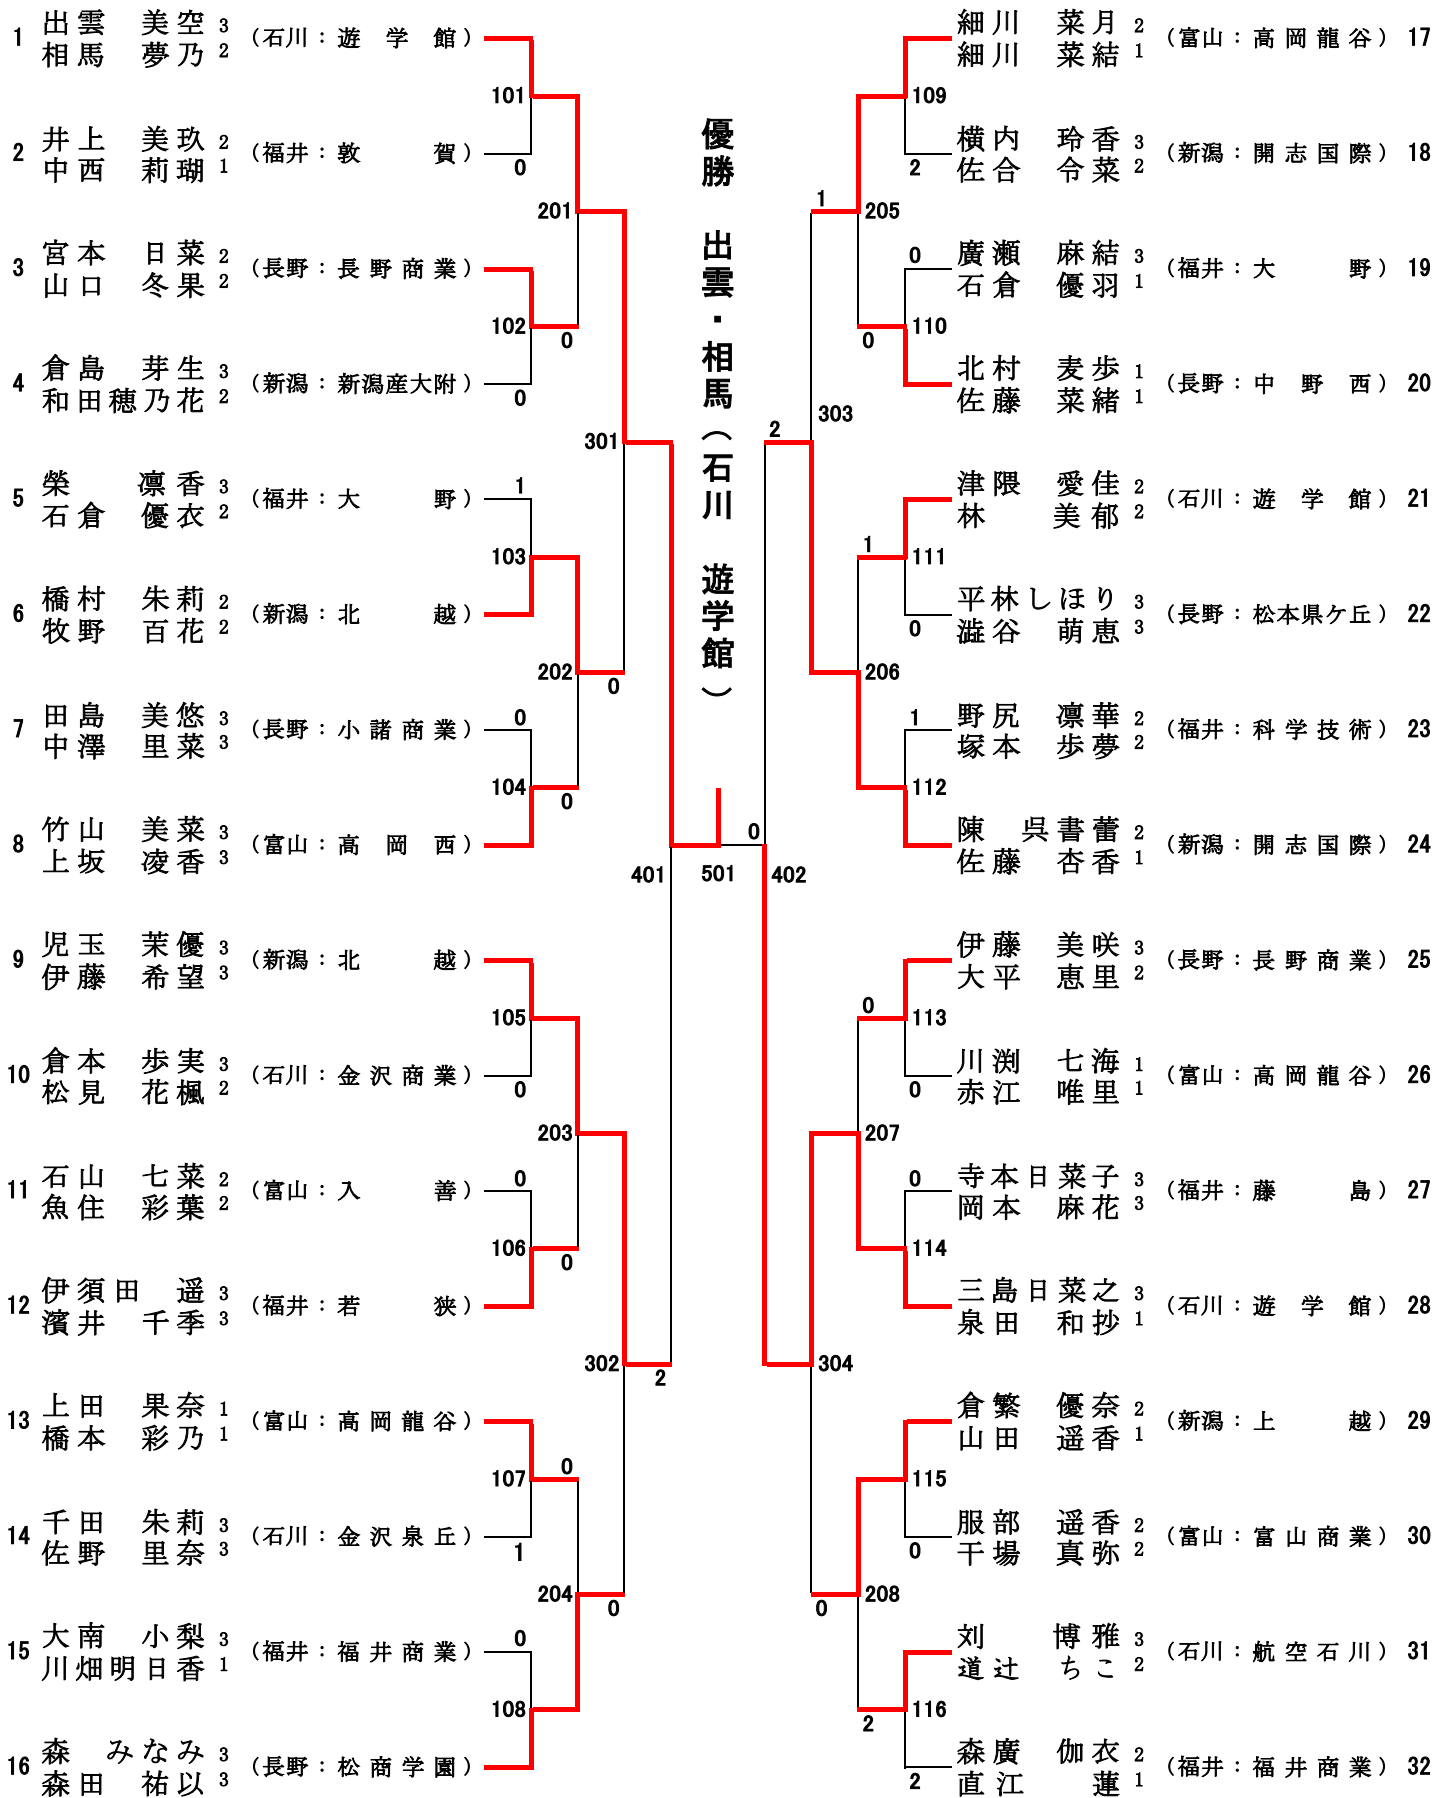 1 出雲 美空 3 (石川：遊学館)
相馬 夢乃 2
2 井上 美玖 2 (福井：敦賀)
中西 莉瑚 1
3 宮本 日菜 2 (長野：長野商業)
山口 冬果 2
4 倉島 芽生 3 (新潟：新潟産大附)
和田穂乃花 2
5 榮 凛香 3 (福井：大野)
石倉 優衣 2
6 橋村 朱莉 2 (新潟：北越)
牧野 百花 2
7 田島 美悠 3 (長野：小諸商業)
中澤 里菜 3
8 竹山 美菜 3 (富山：高岡西)
上坂 凌香 3
9 児玉 茉優 3 (新潟：北越)
伊藤 希望 3
10 倉本 歩実 3 (石川：金沢商業)
松見 花楓 2
11 石山 七菜 2 (富山：入善)
魚住 彩葉 2
12 伊須田 遥 3 (福井：若狭)
濱井 千季 3
13 上田 果奈 1 (富山：高岡龍谷)
橋本 彩乃 1
14 千田 朱莉 3 (石川：金沢泉丘)
佐野 里奈 3
15 大南 小梨 3 (福井：福井商業)
川畑明日香 1
16 森 みなみ 3 (長野：松商学園)
森田 祐以 3
101
0
201
102
0
0
301
1
103
202
0
0
104
0
401
105
0
203
0
106
0
302
2
107
0
1
204
0
0
108
優勝 出雲・相馬（石川 遊学館）
501
0
402
細川 菜月 2 (富山：高岡龍谷) 17
細川 菜結 1
横内 玲香 3 (新潟：開志国際) 18
佐合 令菜 2
廣瀬 麻結 3 (福井：大野) 19
石倉 優羽 1
北村 麦歩 1 (長野：中野西) 20
佐藤 菜緒 1
津隈 愛佳 2 (石川：遊学館) 21
林 美郁 2
平林しほり 3 (長野：松本県ケ丘) 22
澁谷 萌恵 3
野尻 凛華 2 (福井：科学技術) 23
塚本 歩夢 2
陳 呉書蕾 2 (新潟：開志国際) 24
佐藤 杏香 1
伊藤 美咲 3 (長野：長野商業) 25
大平 恵里 2
川渕 七海 1 (富山：高岡龍谷) 26
赤江 唯里 1
寺本日菜子 3 (福井：藤島) 27
岡本 麻花 3
三島日菜之 3 (石川：遊学館) 28
泉田 和抄 1
倉繁 優奈 2 (新潟：上越) 29
山田 遥香 1
服部 遥香 2 (富山：富山商業) 30
干場 真弥 2
刘 博雅 3 (石川：航空石川) 31
道辻 ちこ 2
森廣 伽衣 2 (福井：福井商業) 32
直江 蓮 1
109
2
1
205
0
110
0
303
2
1
111
0
206
1
112
0
113
0
207
0
114
304
115
0
208
0
116
2
2